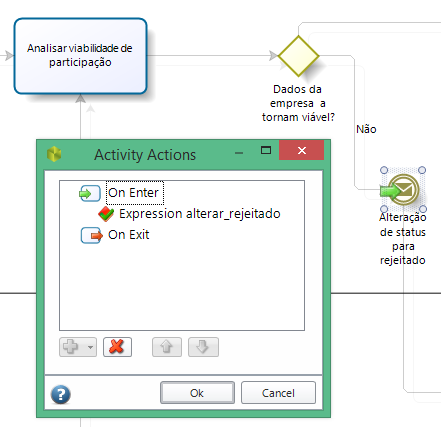 Analisar viabilidade de
participação
Dados da
empresa a
tornam viável?
Não
Alteração
de status
para
rejeitado
Activity Actions
On Enter
Expression alterar_rejeitado
On Exit
?
Ok
Cancel